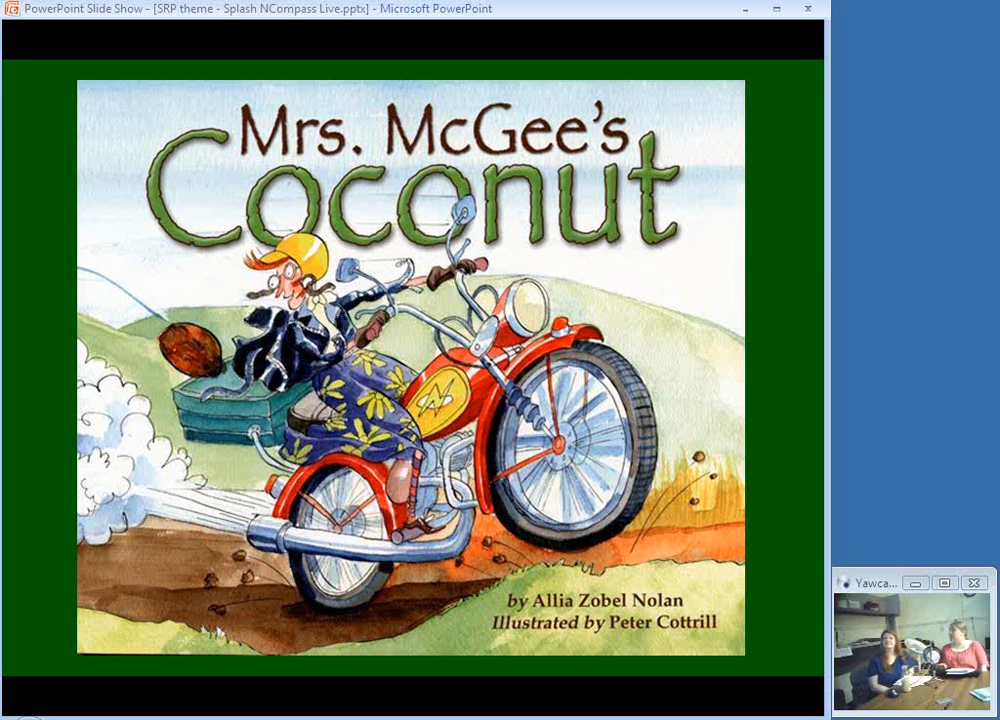 PowerPoint Slide Show - [SRP theme - Splash NCompass Live.pptx] - Microsoft PowerPoint
Mrs. McGee's
Coconut
by Allia Zobel Nolan
Illustrated by Peter Cottrill
Yawca...